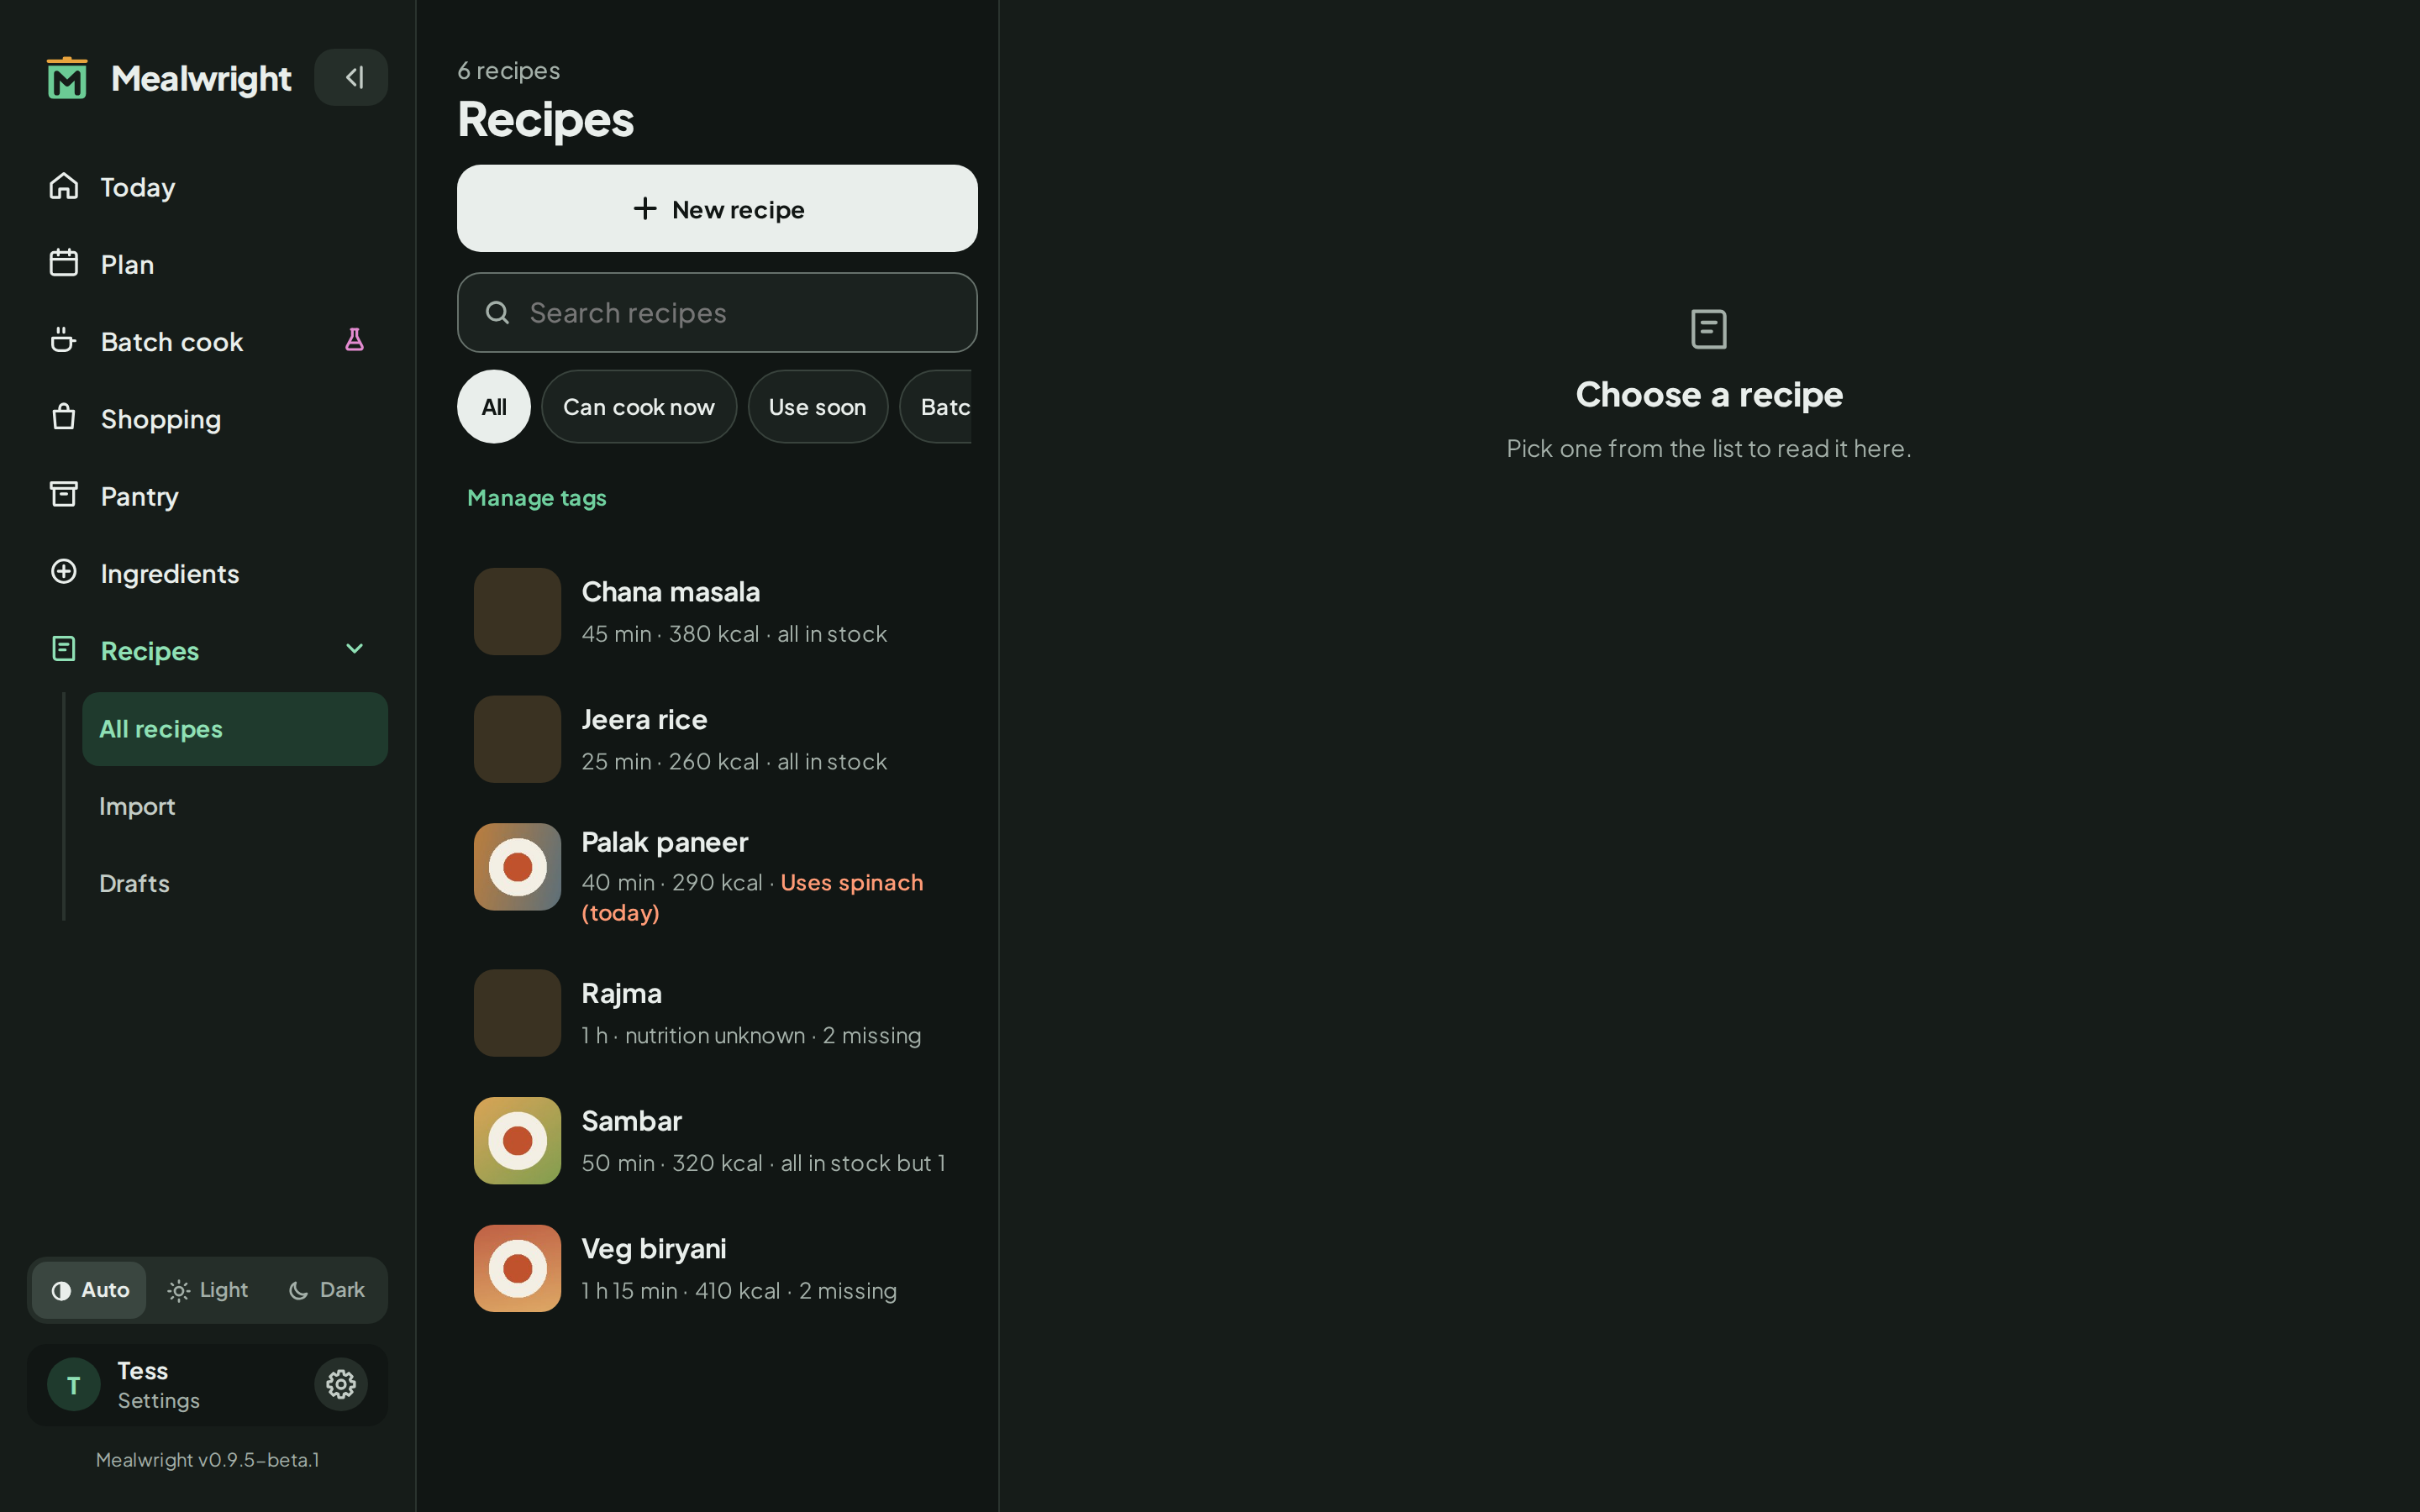 Mealwright
Today
Plan
Batch cook
Shopping
Pantry
Ingredients
Recipes
All recipes
Import
Drafts
Auto
Light
Dark
T
Tess
Settings
Mealwright v0.9.5-beta.1
6 recipes
Recipes
New recipe
Search recipes
All
Can cook now
Use soon
Batc
Manage tags
Chana masala
45 min · 380 kcal · all in stock
Jeera rice
25 min · 260 kcal · all in stock
Palak paneer
40 min · 290 kcal · Uses spinach
(today)
Rajma
1 h · nutrition unknown · 2 missing
Sambar
50 min · 320 kcal · all in stock but 1
Veg biryani
1 h 15 min · 410 kcal · 2 missing
Choose a recipe
Pick one from the list to read it here.